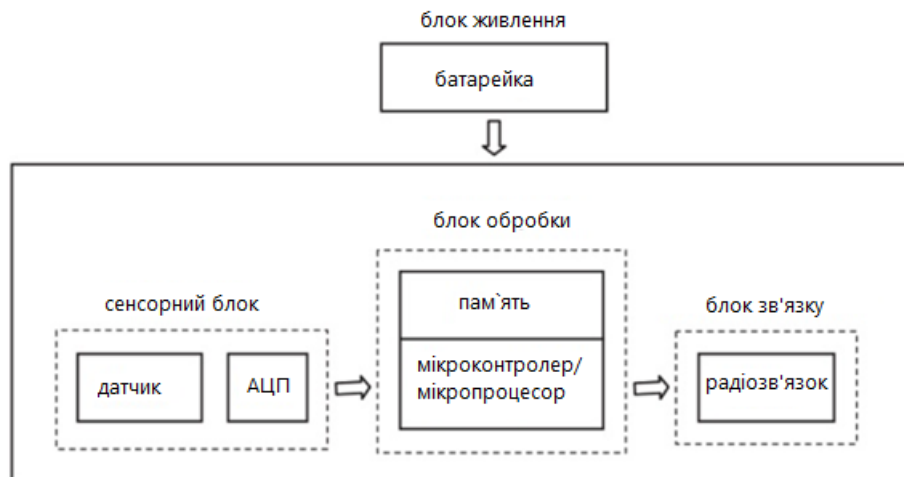 блок живлення
батарейка
блок обробки
пам`ять
мікроконтролер/
мікропроцесор
сенсорний блок
датчик
АЦП
блок зв'язку
радіозв'язок